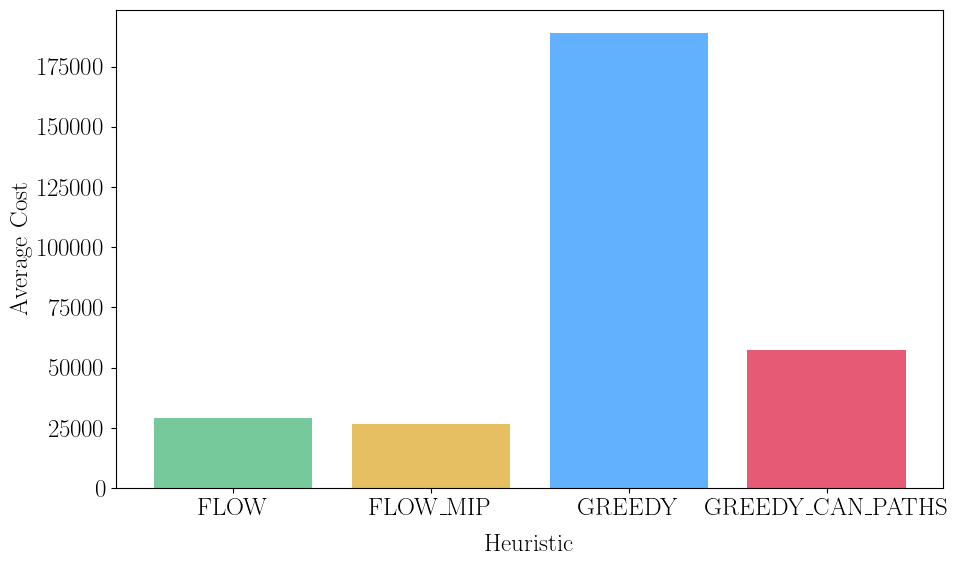 Average Cost
175000
150000
125000
100000
75000
50000
25000
0
FLOW FLOW_MIP GREEDY GREEDY_CAN_PATHS
Heuristic